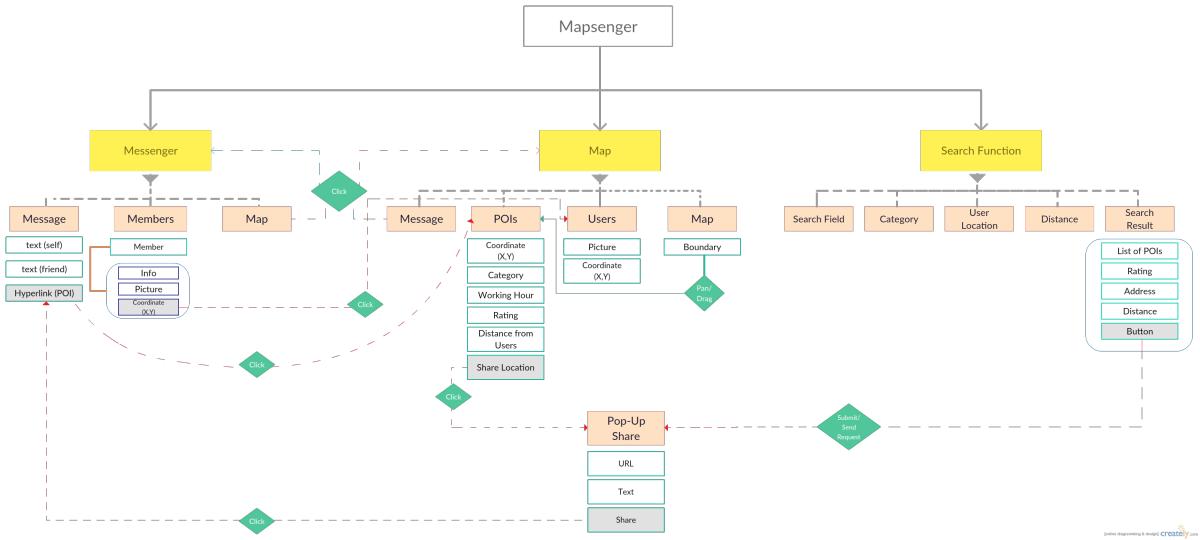 Mapsenger
Messenger
Map
Search Function
Click
Message
Members
Map
Message
POIs
Users
Map
Search Field
Category
User
Location
Distance
Search
Result
text (self)
text (friend)
Hyperlink (POI)
Member
Info
Picture
Coordinate
(X,Y)
Click
Click
Coordinate
(X,Y)
Category
Working Hour
Rating
Distance from
Users
Share Location
Picture
Coordinate
(X,Y)
Boundary
Pan/
Drag
List of POIs
Rating
Address
Distance
Button
Click
Pop-Up
Share
URL
Text
Share
Submit/
Send
Request
Click
[online diagramming & design] creately.com